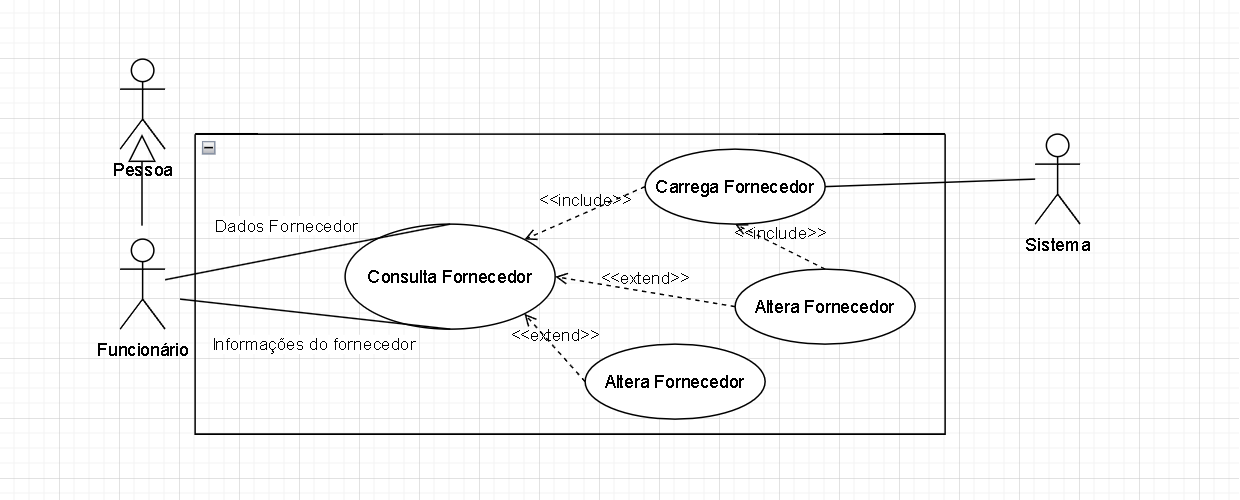 Pessoa
Carrega Fornecedor
<<include>>
Dados Fornecedor
<<include>>
Sistema
Consulta Fornecedor
<<extend>>
Altera Fornecedor
<<extend>>
Informações do fornecedor
Funcionário
Altera Fornecedor